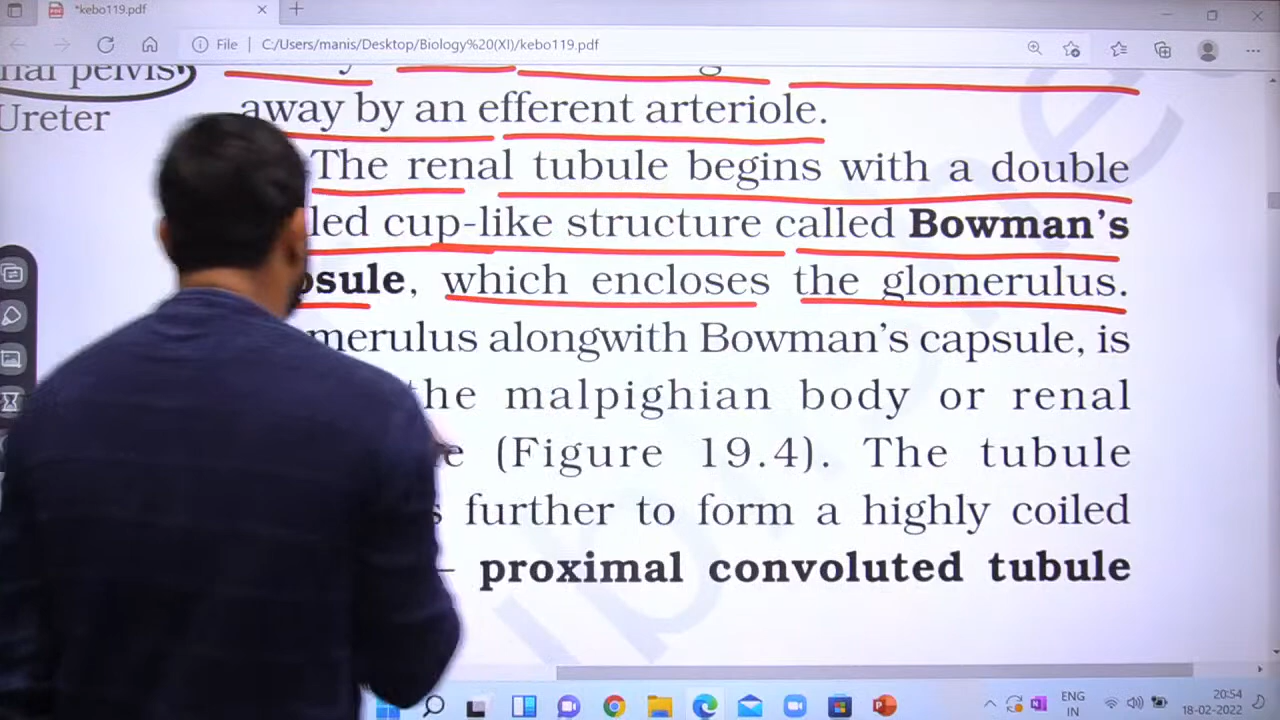 *kebo119.pdf
File C:/Users/manis/Desktop/Biology%20(XI)/kebo119.pdf
pelvis
Ureter
away by an efferent arteriole.
The renal tubule begins with a double
cup-like structure called Bowman's
which encloses the glomerulus.
alongwith Bowman's capsule, is
the malpighian body or renal
(Figure 19.4). The tubule
further to form a highly coiled
proximal convoluted tubule
ENG
IN
20:54
18-02-2022